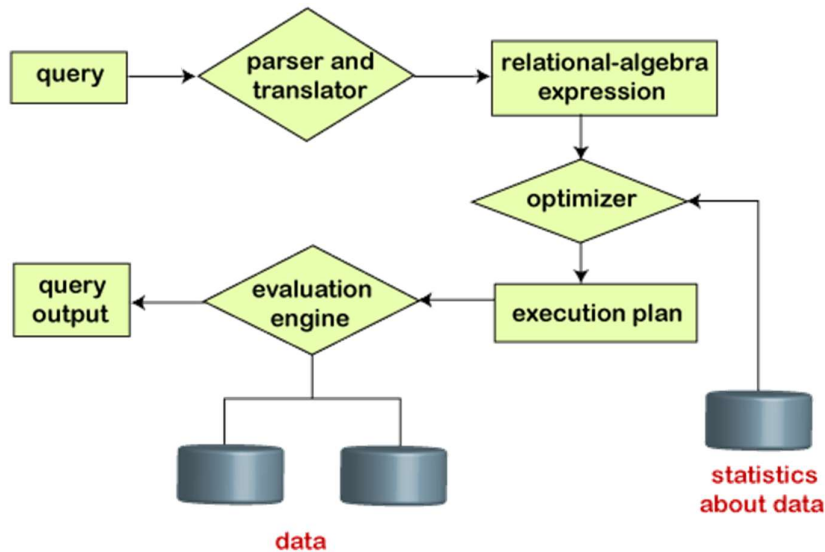 query
parser and
translator
relational-algebra
expression
optimizer
query
output
evaluation
engine
execution plan
statistics
about data
data